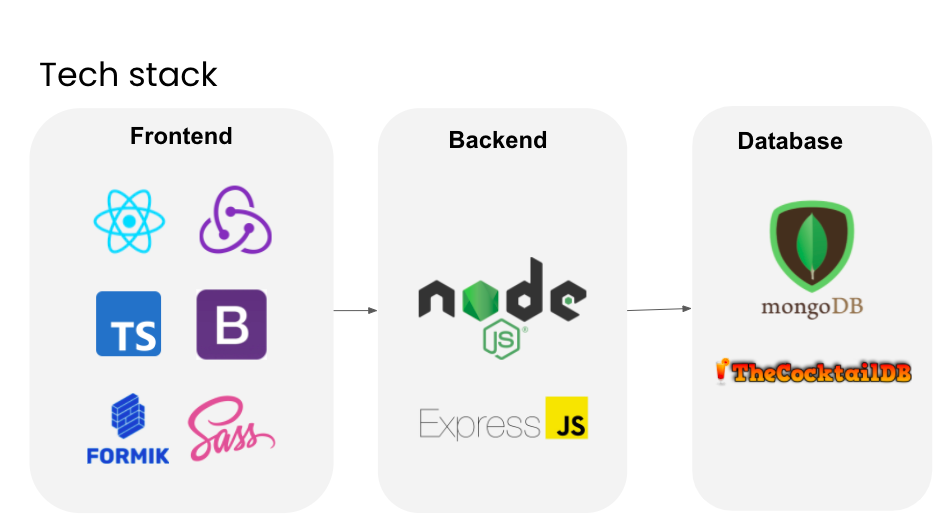 Tech stack
Frontend
TS
B
FORMIK
Sass
Backend
node
JS
®
Express JS
Database
mongoDB
TheCocktailDB